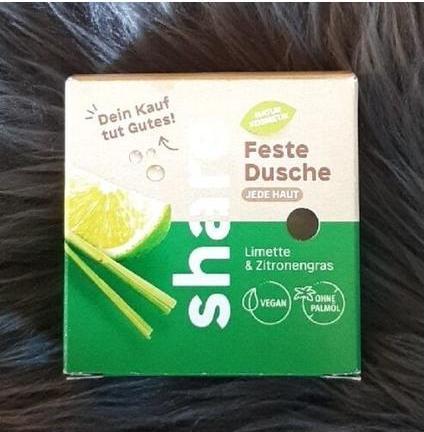 Dein Kauf
tut Gutes!
NATUR
KOSMETIK
share
Feste
Dusche
JEDE HAUT
Limette
& Zitronengras
VEGAN
OHNE
PALMÖL